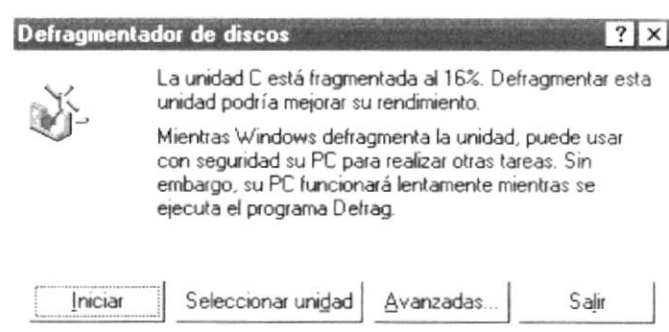 Defragmentador de discos
La unidad C está fragmentada al 16%. Defragmentar esta
unidad podría mejorar su rendimiento.
Mientras Windows defragmenta la unidad, puede usar
con seguridad su PC para realizar otras tareas. Sin
embargo, su PC funcionará lentamente mientras se
ejecuta el programa Defrag.
Iniciar Seleccionar unidad Avanzadas... Salir